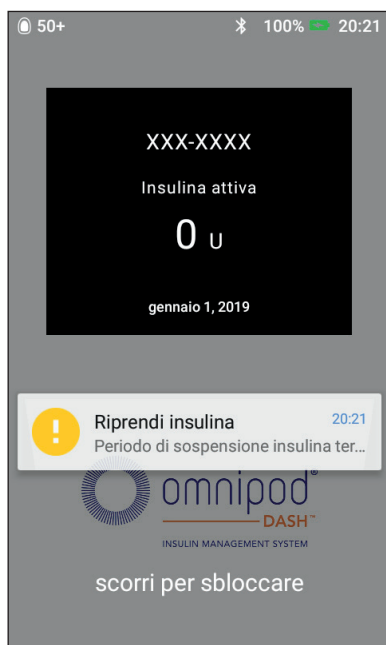 50+ 100% 20:21
XXX-XXXX
Insulina attiva
0 U
gennaio 1, 2019
Riprendi insulina 20:21
Periodo di sospensione insulina ter...
omnipod®
DASH™
INSULIN MANAGEMENT SYSTEM
scorri per sbloccare